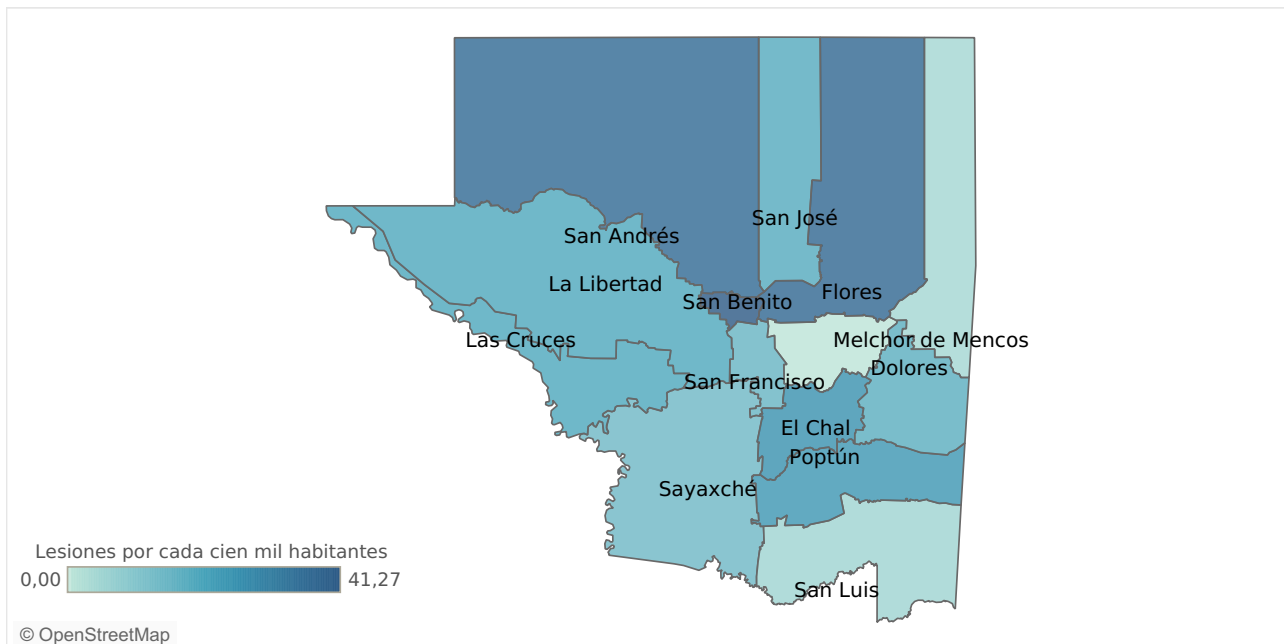 San José
San Andrés
La Libertad
Flores
San Benito
Las Cruces
Melchor de Mencos
Dolores
San Francisco
El Chal
Poptún
Sayaxché
Lesiones por cada cien mil habitantes
0,00 41,27
San Luis
© OpenStreetMap